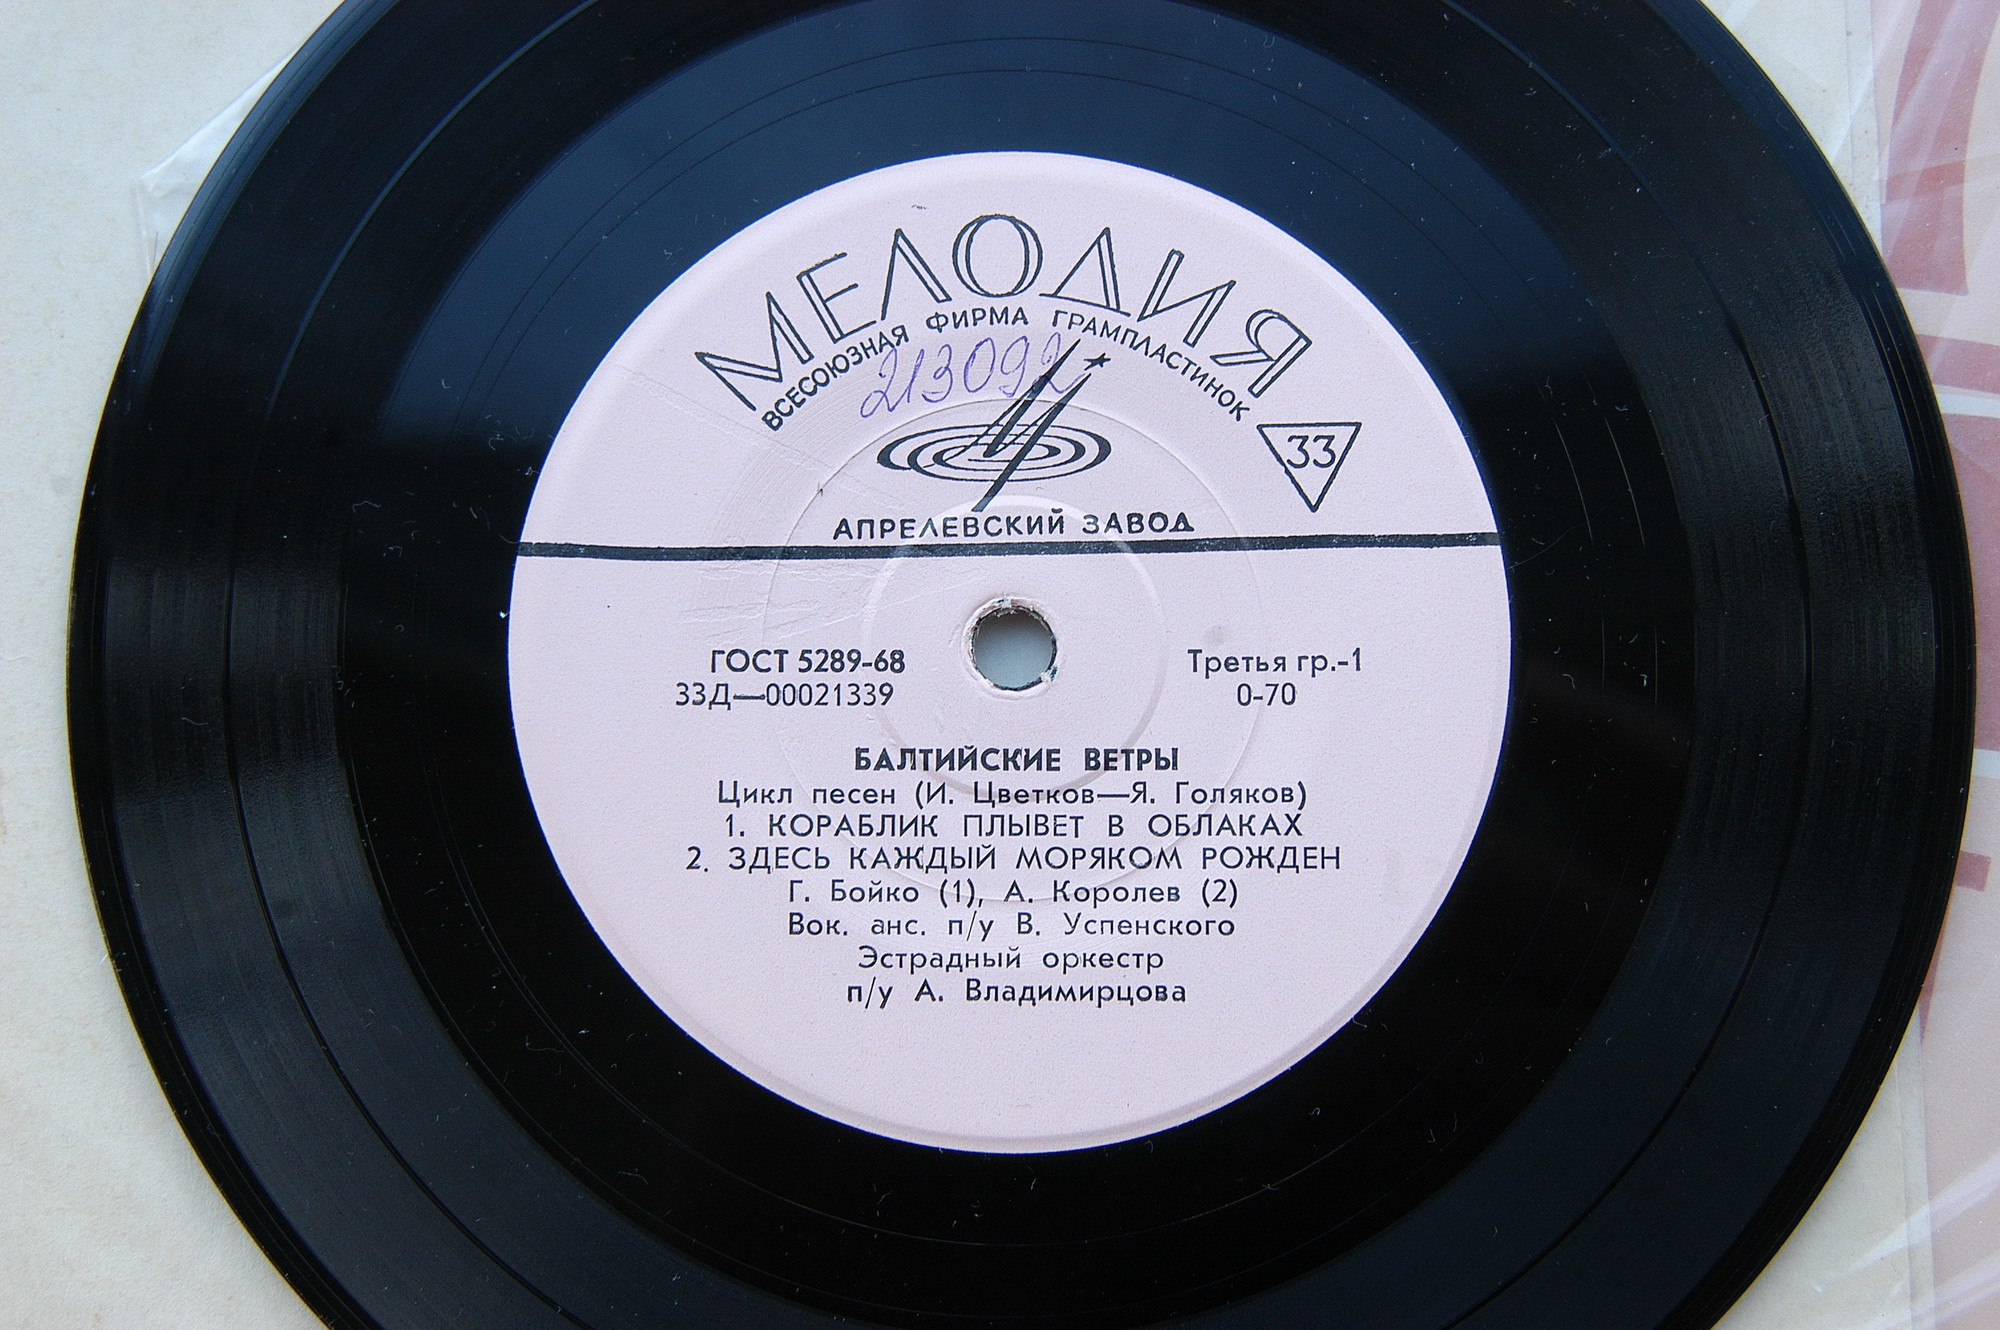 МЕЛОДИЯ
ВСЕСОЮЗНАЯ ФИРМА ГРАМПЛАСТИНОК
213092
33
АПРЕЛЕВСКИЙ ЗАВОД
ГОСТ 5289-68 Третья гр.-1
33Д—00021339 0-70
БАЛТИЙСКИЕ ВЕТРЫ
Цикл песен (И. Цветков—Я. Голяков)
1. КОРАБЛИК ПЛЫВЕТ В ОБЛАКАХ
2. ЗДЕСЬ КАЖДЫЙ МОРЯКОМ РОЖДЕН
Г. Бойко (1), А. Королев (2)
Вок. анс. п/у В. Успенского
Эстрадный оркестр
п/у А. Владимирцова